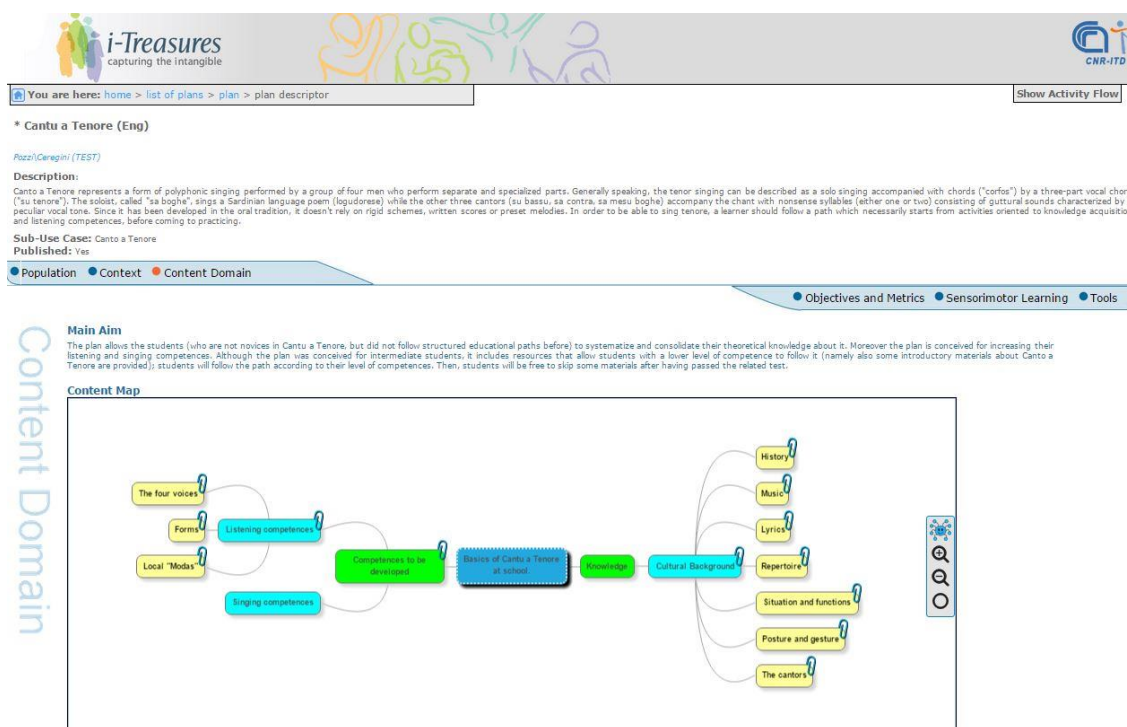 i-Treasures
capturing the intangible
CNR-ITD
You are here: home > list of plans > plan > plan descriptor
Show Activity Flow
* Cantu a Tenore (Eng)
Pozzi\Ceregini (TEST)
Description:
Canto a Tenore represents a form of polyphonic singing performed by a group of four men who perform separate and specialized parts. Generally speaking, the tenor singing can be described as a solo singing accompanied with chords ("corfos") by a three-part vocal chor
("su tenore"). The soloist, called "sa boghe", sings a Sardinian language poem (logudorese) while the other three cantors (su bassu, sa contra, sa mesu boghe) accompany the chant with nonsense syllables (either one or two) consisting of guttural sounds characterized by
peculiar vocal tone. Since it has been developed in the oral tradition, it doesn't rely on rigid schemes, written scores or preset melodies. In order to be able to sing tenore, a learner should follow a path which necessarily starts from activities oriented to knowledge acquisitio
and listening competences, before coming to practicing.
Sub-Use Case: Canto a Tenore
Published: Yes
Population Context Content Domain
Objectives and Metrics Sensorimotor Learning Tools
Content Domain
Main Aim
The plan allows the students (who are not novices in Cantu a Tenore, but did not follow structured educational paths before) to systematize and consolidate their theoretical knowledge about it. Moreover the plan is conceived for increasing their
listening and singing competences. Although the plan was conceived for intermediate students, it includes resources that allow students with a lower level of competence to follow it (namely also some introductory materials about Canto a
Tenore are provided); students will follow the path according to their level of competences. Then, students will be free to skip some materials after having passed the related test.
Content Map
The four voices
Forms
Local "Modas"
Listening competences
Singing competences
Competences to be
developed
Basics of Cantu a Tenore
at school.
Knowledge
Cultural Background
History
Music
Lyrics
Repertoire
Situation and functions
Posture and gesture
The cantors